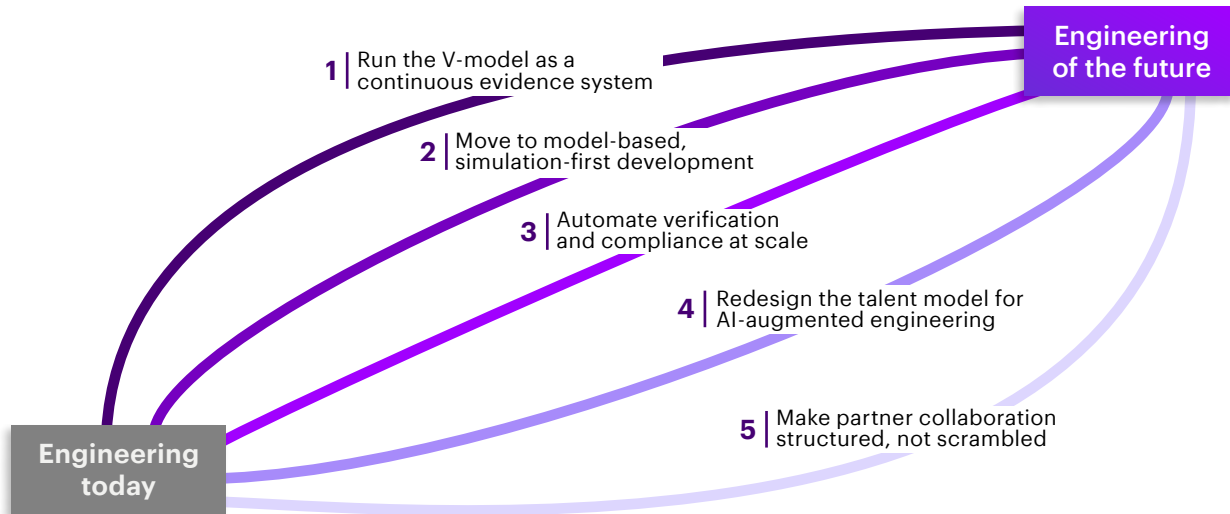 Engineering
of the future
1 Run the V-model as a
continuous evidence system
2 Move to model-based,
simulation-first development
3 Automate verification
and compliance at scale
4 Redesign the talent model for
AI-augmented engineering
5 Make partner collaboration
structured, not scrambled
Engineering
today